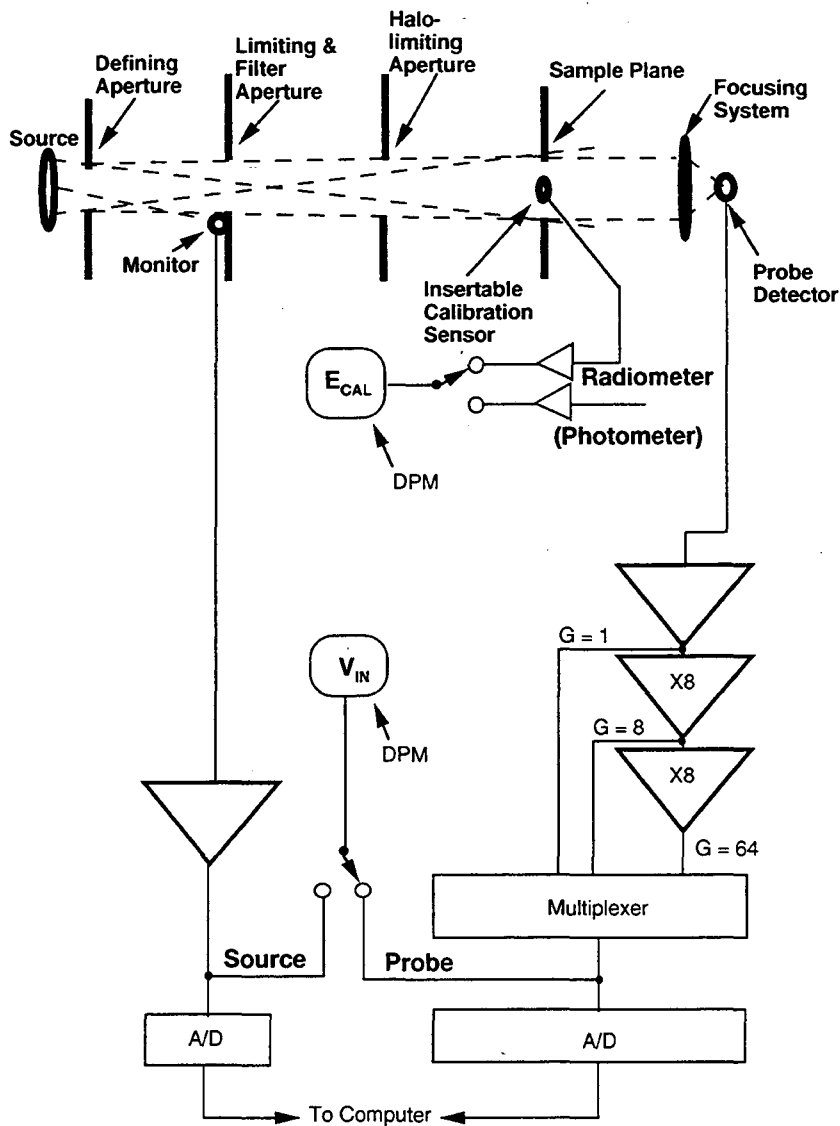 Halo-
limiting
Aperture
Limiting &
Filter
Aperture
Defining
Aperture
Sample Plane
Focusing
System
Source
Monitor
Probe
Detector
Insertable
Calibration
Sensor
E_CAL
Radiometer
(Photometer)
DPM
G = 1
X8
V_IN
G = 8
DPM
X8
G = 64
Multiplexer
Source
Probe
A/D
A/D
To Computer